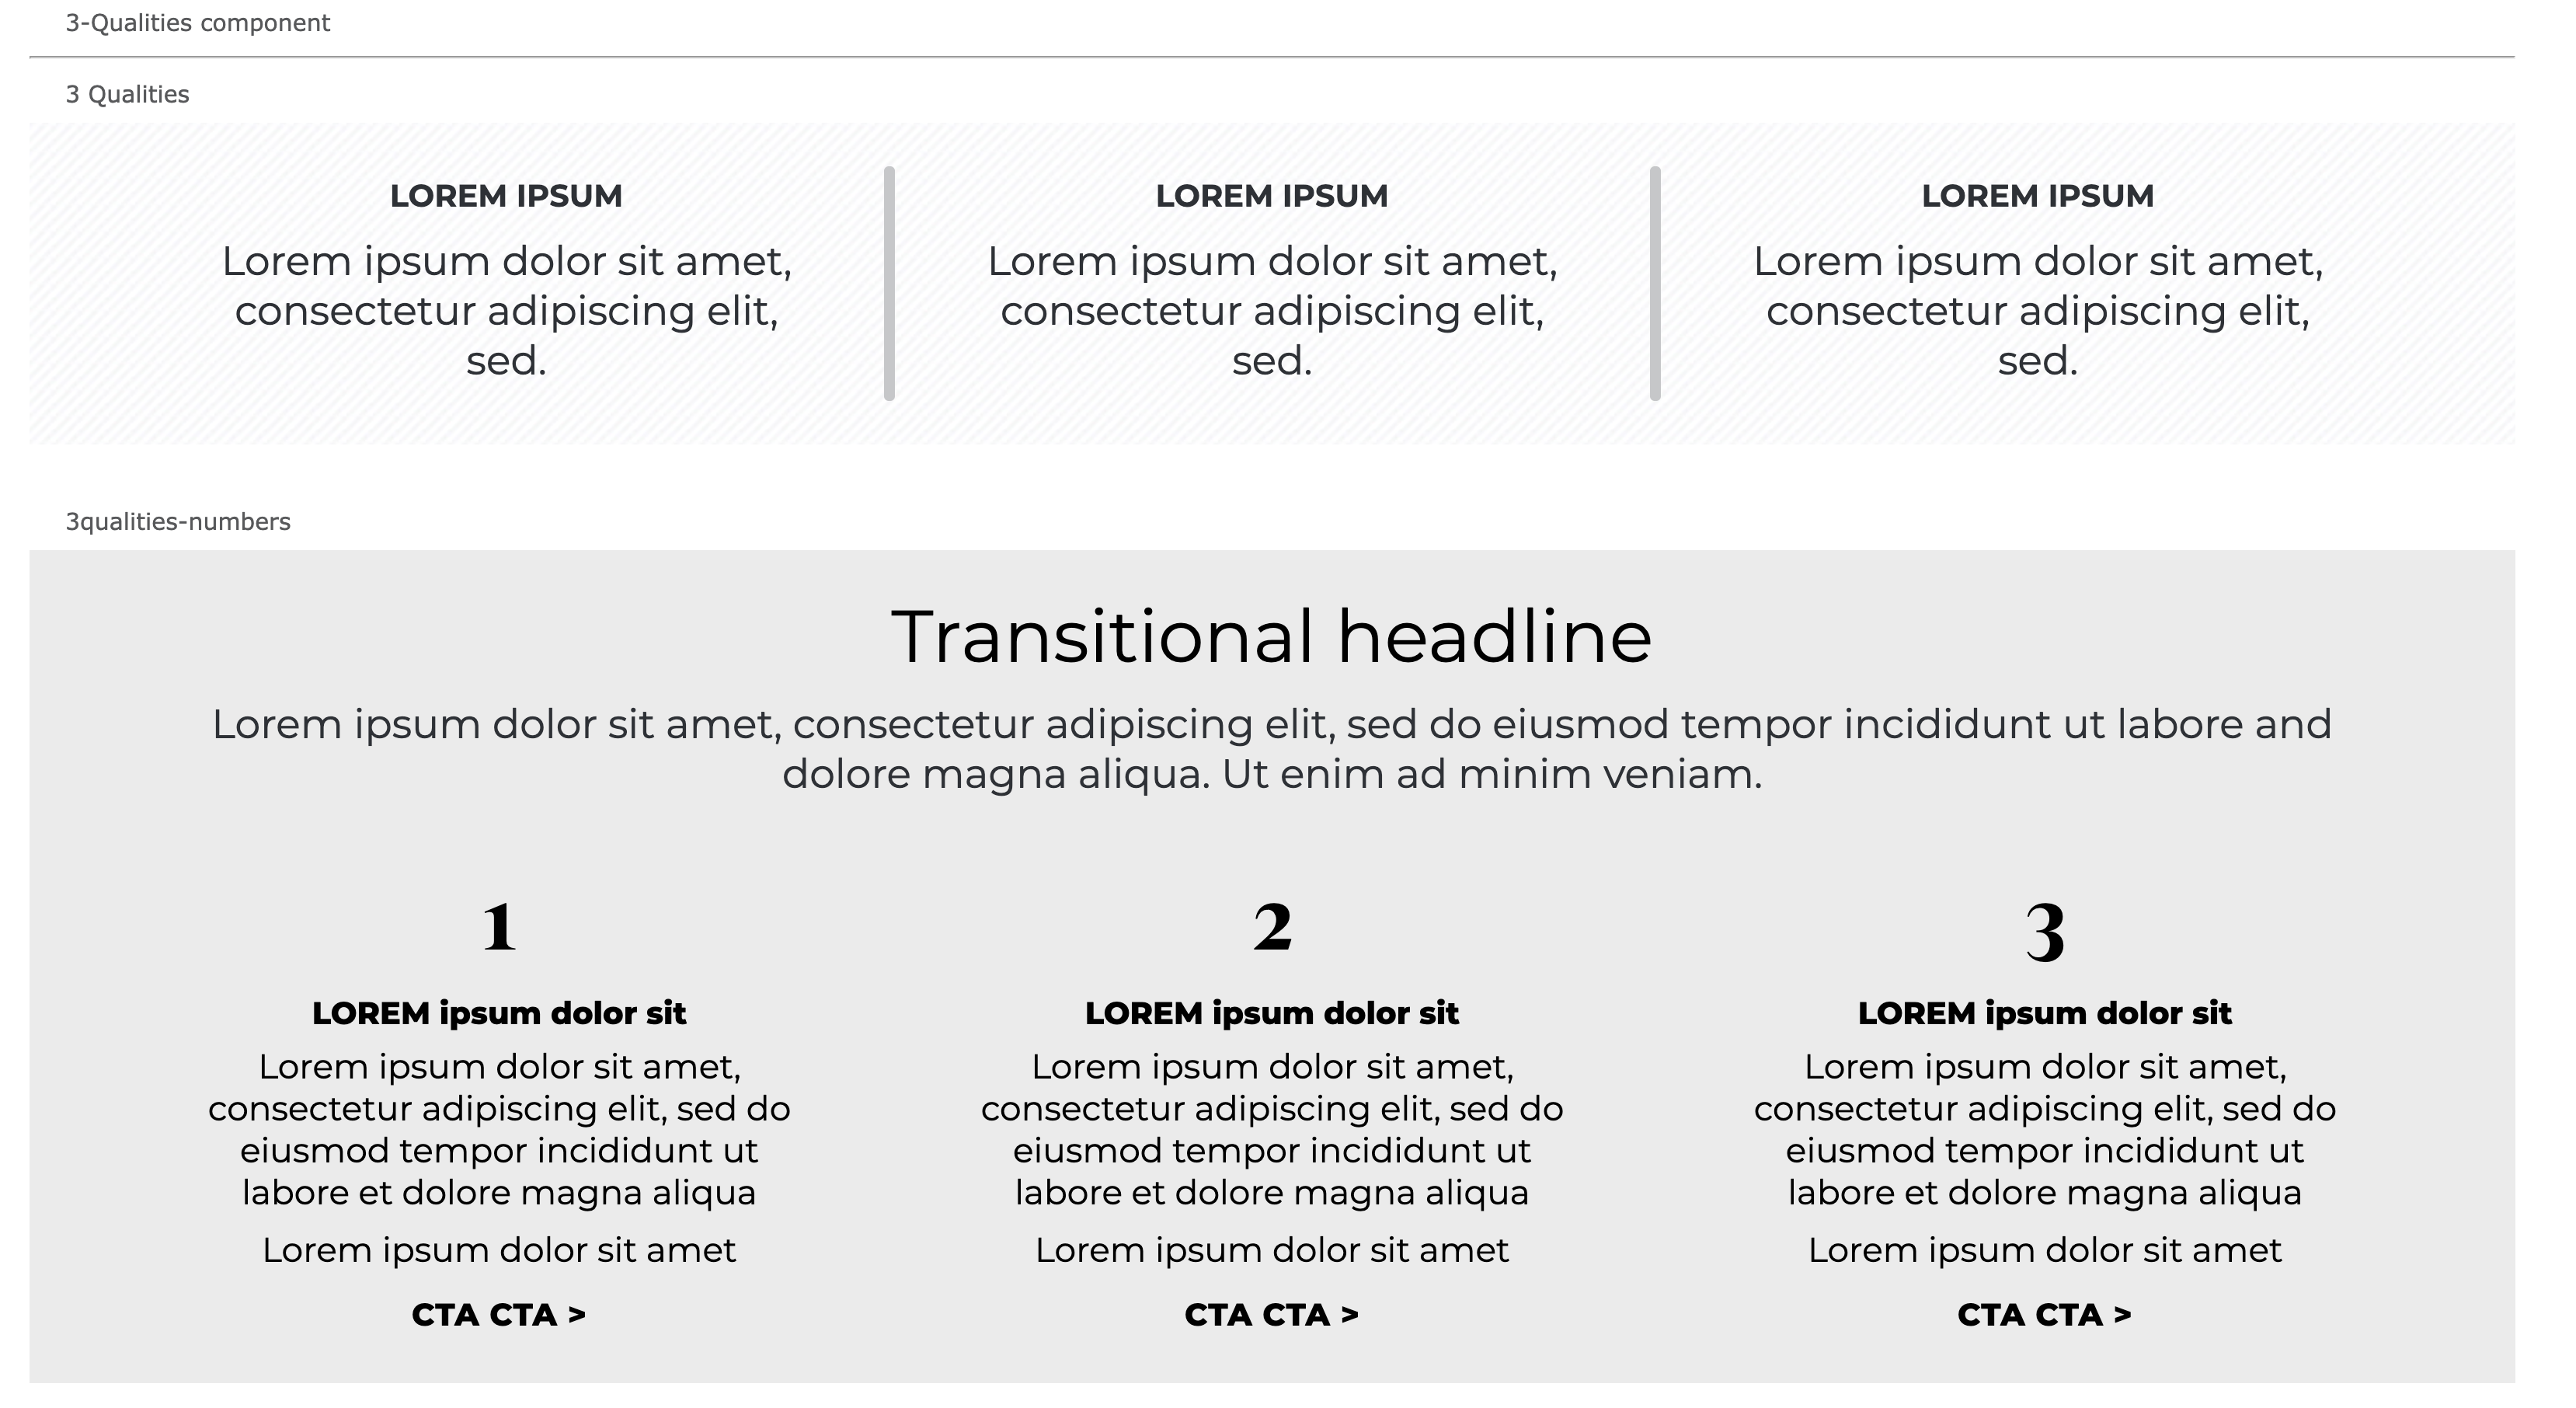 3-Qualities component
3 Qualities
LOREM IPSUM
Lorem ipsum dolor sit amet,
consectetur adipiscing elit,
sed.
LOREM IPSUM
Lorem ipsum dolor sit amet,
consectetur adipiscing elit,
sed.
LOREM IPSUM
Lorem ipsum dolor sit amet,
consectetur adipiscing elit,
sed.
3qualities-numbers
Transitional headline
Lorem ipsum dolor sit amet, consectetur adipiscing elit, sed do eiusmod tempor incididunt ut labore and
dolore magna aliqua. Ut enim ad minim veniam.
1
LOREM ipsum dolor sit
Lorem ipsum dolor sit amet,
consectetur adipiscing elit, sed do
eiusmod tempor incididunt ut
labore et dolore magna aliqua
Lorem ipsum dolor sit amet
CTA CTA >
2
LOREM ipsum dolor sit
Lorem ipsum dolor sit amet,
consectetur adipiscing elit, sed do
eiusmod tempor incididunt ut
labore et dolore magna aliqua
Lorem ipsum dolor sit amet
CTA CTA >
3
LOREM ipsum dolor sit
Lorem ipsum dolor sit amet,
consectetur adipiscing elit, sed do
eiusmod tempor incididunt ut
labore et dolore magna aliqua
Lorem ipsum dolor sit amet
CTA CTA >